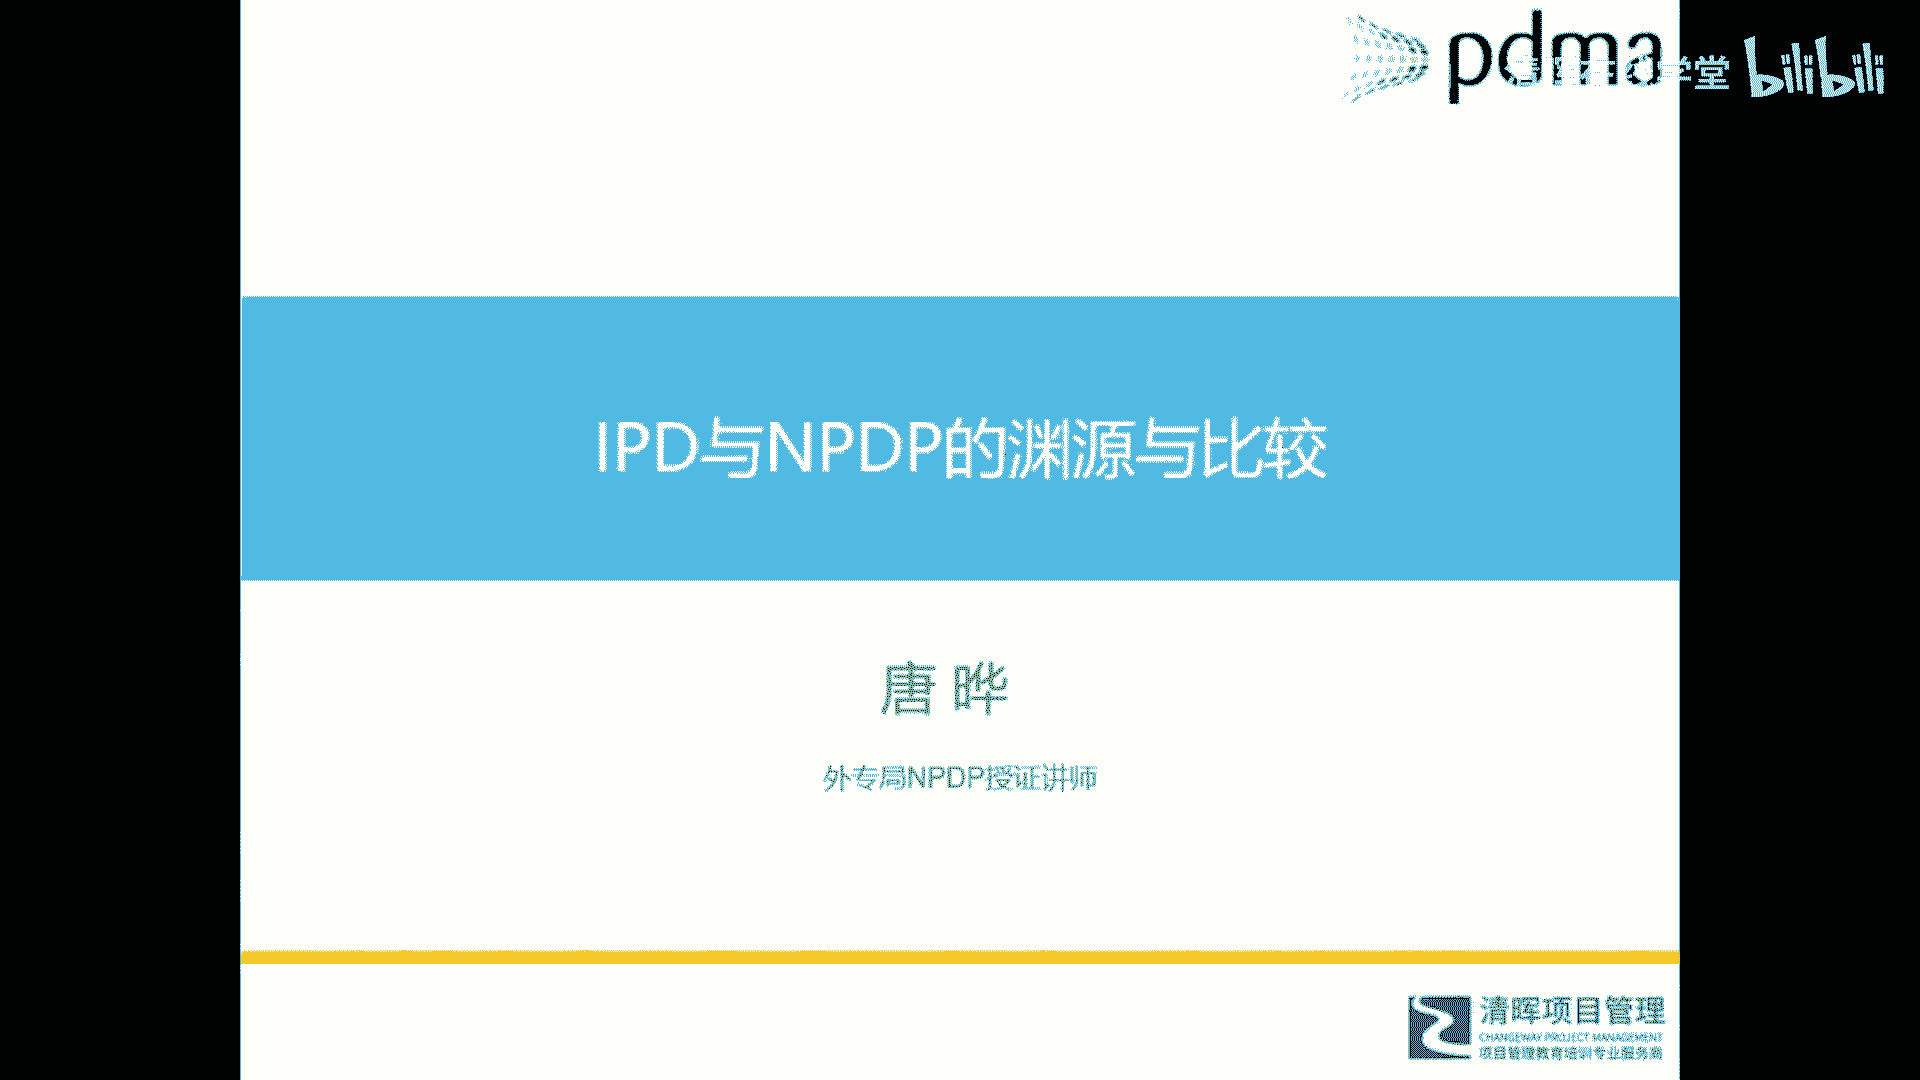 pdma
学堂 bilibili
IPD与NPDP的渊源与比较
唐 晔
外专局NPDP授证讲师
清晖项目管理
CHANGEWAY PROJECT MANAGEMENT
项目管理教育培训专业服务商